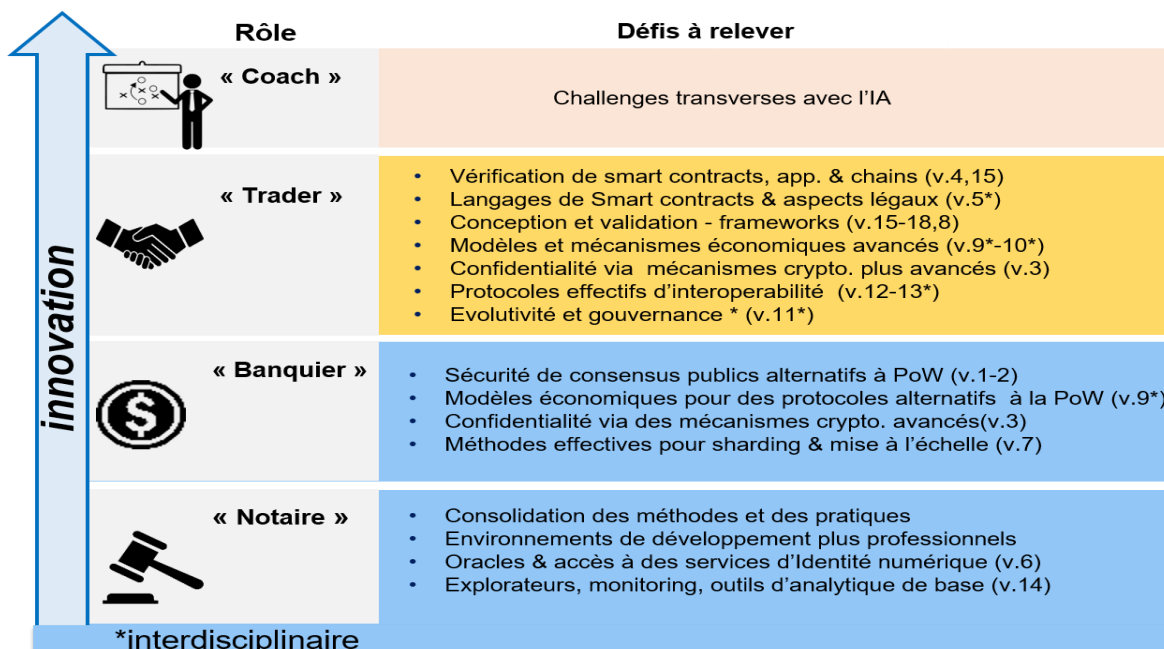 Rôle
Défis à relever
« Coach »
Challenges transverses avec l'IA
« Trader »
• Vérification de smart contracts, app. & chains (v.4,15)
• Langages de Smart contracts & aspects légaux (v.5*)
• Conception et validation - frameworks (v.15-18,8)
• Modèles et mécanismes économiques avancés (v.9*-10*)
• Confidentialité via mécanismes crypto. plus avancés (v.3)
• Protocoles effectifs d'interoperabilité (v.12-13*)
• Evolutivité et gouvernance * (v.11*)
« Banquier »
• Sécurité de consensus publics alternatifs à PoW (v.1-2)
• Modèles économiques pour des protocoles alternatifs à la PoW (v.9*)
• Confidentialité via des mécanismes crypto. avancés(v.3)
• Méthodes effectives pour sharding & mise à l'échelle (v.7)
« Notaire »
• Consolidation des méthodes et des pratiques
• Environnements de développement plus professionnels
• Oracles & accès à des services d'Identité numérique (v.6)
• Explorateurs, monitoring, outils d'analytique de base (v.14)
innovation
*interdisciplinaire